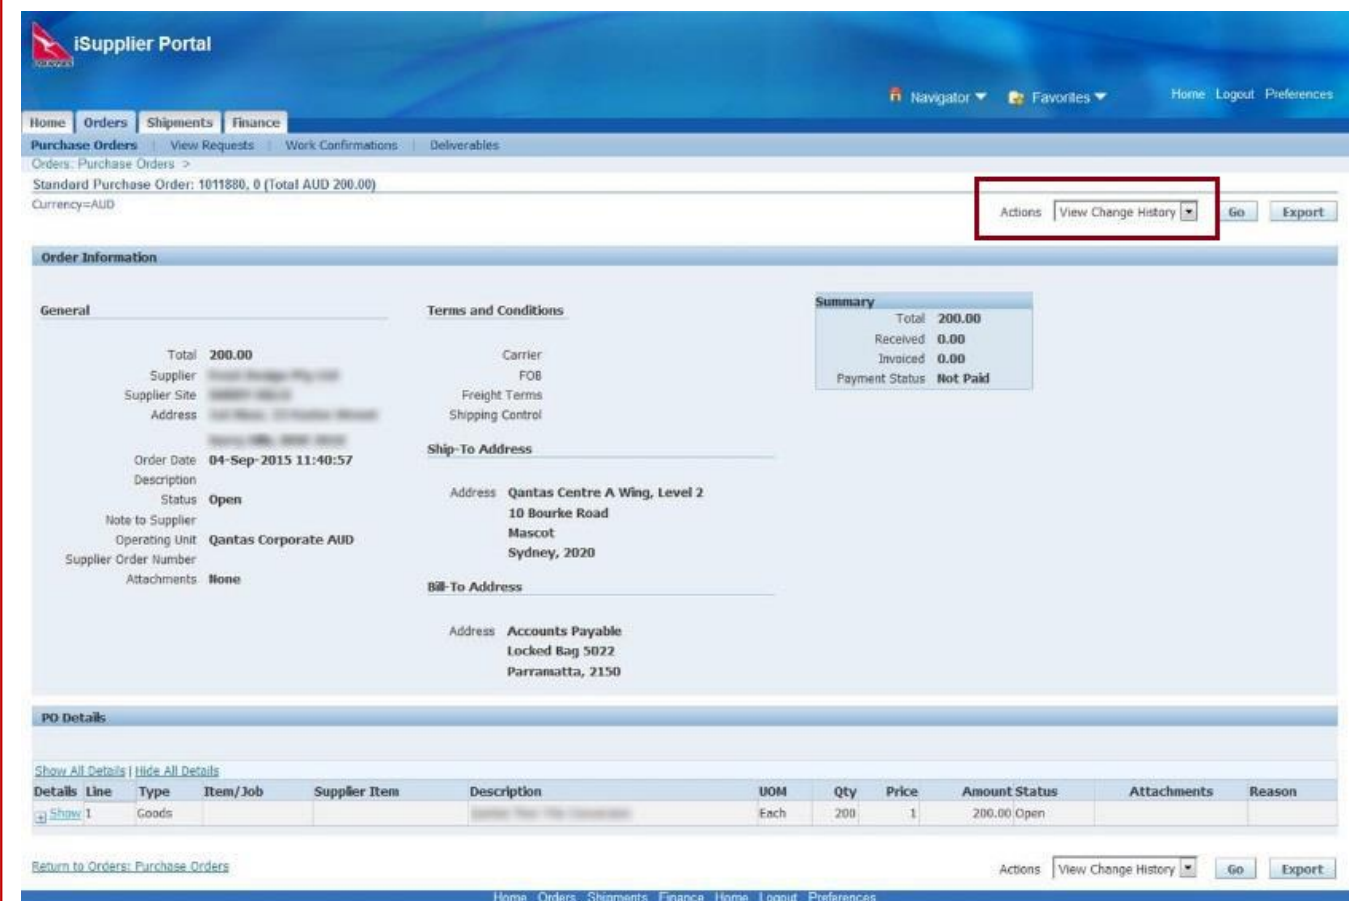 iSupplier Portal
Navigator Favorites Home Logout Preferences
Home Orders Shipments Finance
Purchase Orders | View Requests | Work Confirmations | Deliverables
Orders: Purchase Orders >
Standard Purchase Order: 1011880, 0 (Total AUD 200.00)
Currency=AUD
Actions View Change History Go Export
Order Information
General
Total 200.00
Supplier
Supplier Site
Address
Order Date 04-Sep-2015 11:40:57
Description
Status Open
Note to Supplier
Operating Unit Qantas Corporate AUD
Supplier Order Number
Attachments None
Terms and Conditions
Carrier
FOB
Freight Terms
Shipping Control
Ship-To Address
Address Qantas Centre A Wing, Level 2
10 Bourke Road
Mascot
Sydney, 2020
Bill-To Address
Address Accounts Payable
Locked Bag 5022
Parramatta, 2150
Summary
Total 200.00
Received 0.00
Invoiced 0.00
Payment Status Not Paid
PO Details
Show All Details | Hide All Details
Details Line Type Item/Job Supplier Item Description UOM Qty Price Amount Status Attachments Reason
Show 1 Goods Each 200 1 200.00 Open
Return to Orders: Purchase Orders
Actions View Change History Go Export
Home Orders Shipments Finance Home Logout Preferences